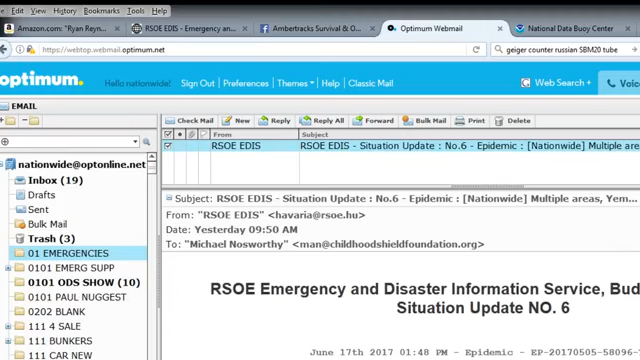 Edit View History Bookmarks Tools Help
Amazon.com: "Ryan Reyn
RSOE EDIS - Emergency an
Ambertracks Survival & O
Optimum Webmail
National Data Buoy Center
https://webtop.webmail.optimum.net
geiger counter russian SBM20 tube
optimum.
Hello nationwide!
Sign Out
Preferences
Themes
Help
Classic Mail
Web Search
Voic
EMAIL
Check Mail
New
Reply
Reply All
Forward
Bulk Mail
Print
Delete
From
Subject
RSOE EDIS
RSOE EDIS - Situation Update : No.6 - Epidemic : [Nationwide] Multiple areas
nationwide@optonline.net
Inbox (19)
Drafts
Sent
Bulk Mail
Trash (3)
01 EMERGENCIES
0101 EMERG SUPP
0101 ODS SHOW (10)
0101 PAUL NUGGEST
0202 BLANK
111 4 SALE
111 BUNKERS
111 CAR NEW
Subject: RSOE EDIS - Situation Update : No.6 - Epidemic : [Nationwide] Multiple areas, Yem...
From: "RSOE EDIS" <havaria@rsoe.hu>
Date: Yesterday 09:50 AM
To: "Michael Nosworthy" <man@childhoodshieldfoundation.org>
RSOE Emergency and Disaster Information Service, Bud
Situation Update NO. 6
June 17th 2017 01:48 PM - Epidemic - EP-20170505-58096-